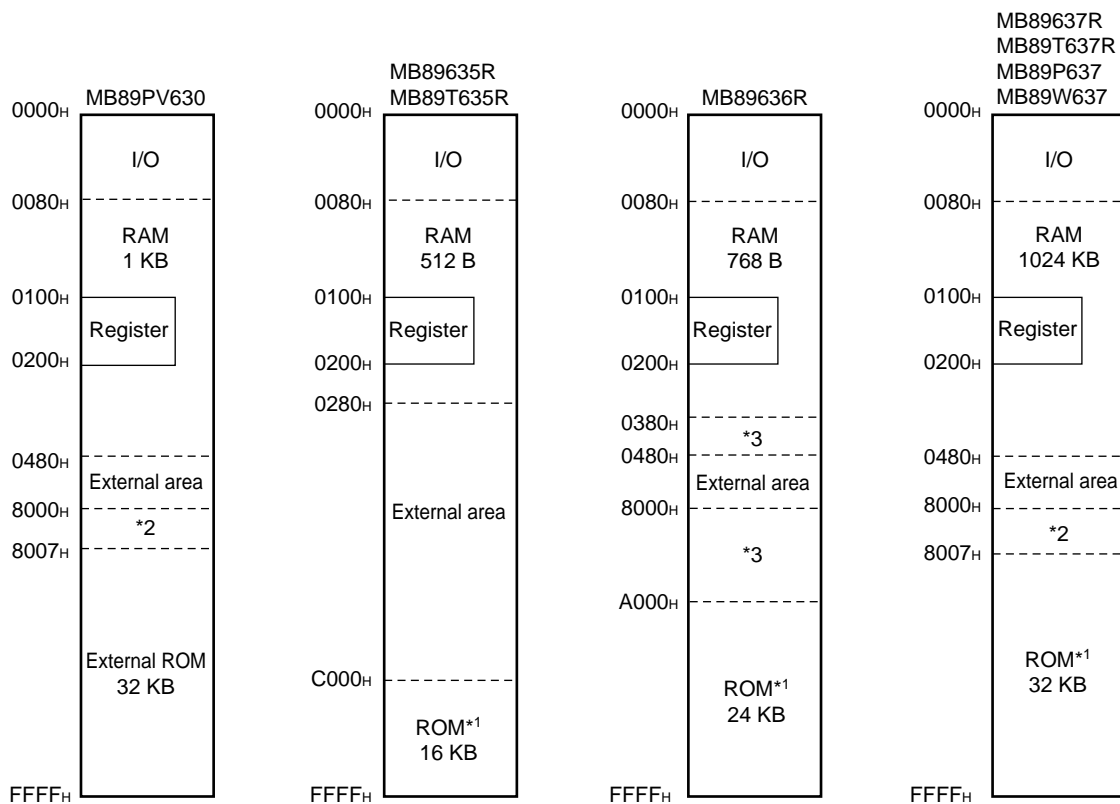 MB89PV630
0000H
I/O
0080H
RAM
1 KB
0100H
Register
0200H
0480H
External area
8000H
*2
8007H
External ROM
32 KB
FFFFH
MB89635R
MB89T635R
0000H
I/O
0080H
RAM
512 B
0100H
Register
0200H
0280H
External area
C000H
ROM*1
16 KB
FFFFH
MB89636R
0000H
I/O
0080H
RAM
768 B
0100H
Register
0200H
0380H
*3
0480H
External area
8000H
*3
A000H
ROM*1
24 KB
FFFFH
MB89637R
MB89T637R
MB89P637
MB89W637
0000H
I/O
0080H
RAM
1024 KB
0100H
Register
0200H
0480H
External area
8000H
*2
8007H
ROM*1
32 KB
FFFFH